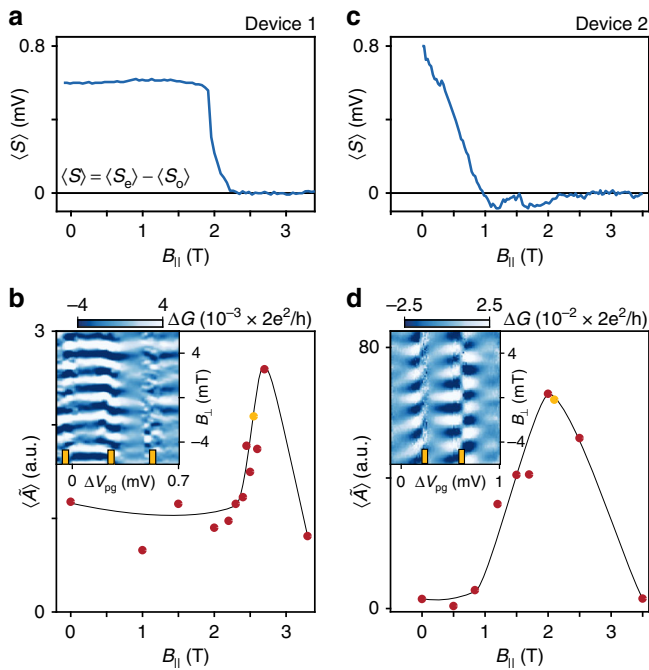 a
Device 1
0.8
⟨S⟩ (mV)
0
⟨S⟩ = ⟨Sₑ⟩ − ⟨Sₒ⟩
0 1 2 3
B|| (T)
c
Device 2
0.8
⟨S⟩ (mV)
0
0 1 2 3
B|| (T)
b
−4 4
ΔG (10⁻³ × 2e²/h)
3
⟨Ã⟩ (a.u.)
0
4
0
−4
B⊥ (mT)
0 0.7
ΔVpg (mV)
0 1 2 3
B|| (T)
d
−2.5 2.5
ΔG (10⁻² × 2e²/h)
80
⟨Ã⟩ (a.u.)
0
4
0
−4
B⊥ (mT)
0 1
ΔVpg (mV)
0 1 2 3
B|| (T)